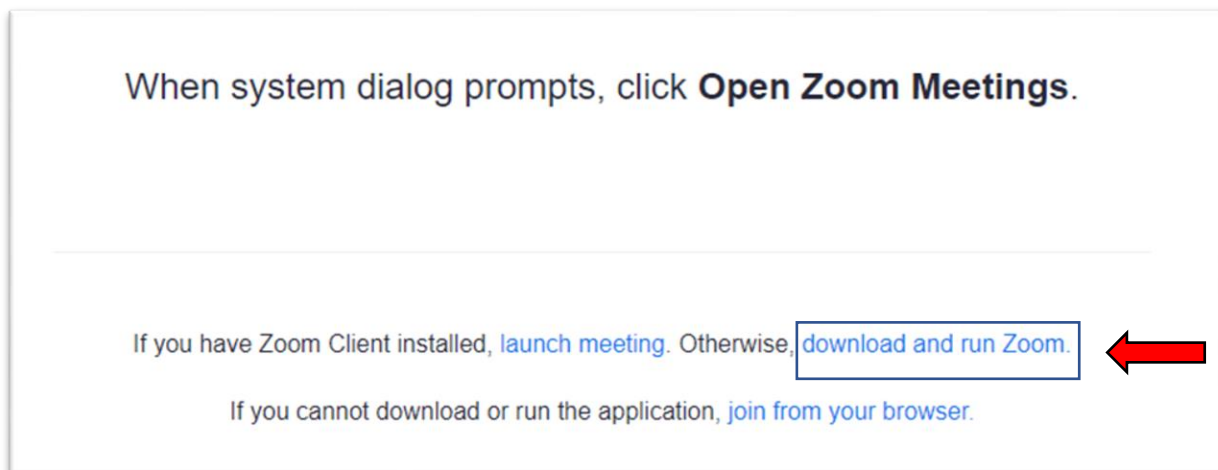 When system dialog prompts, click Open Zoom Meetings.
If you have Zoom Client installed, launch meeting. Otherwise, download and run Zoom.
If you cannot download or run the application, join from your browser.